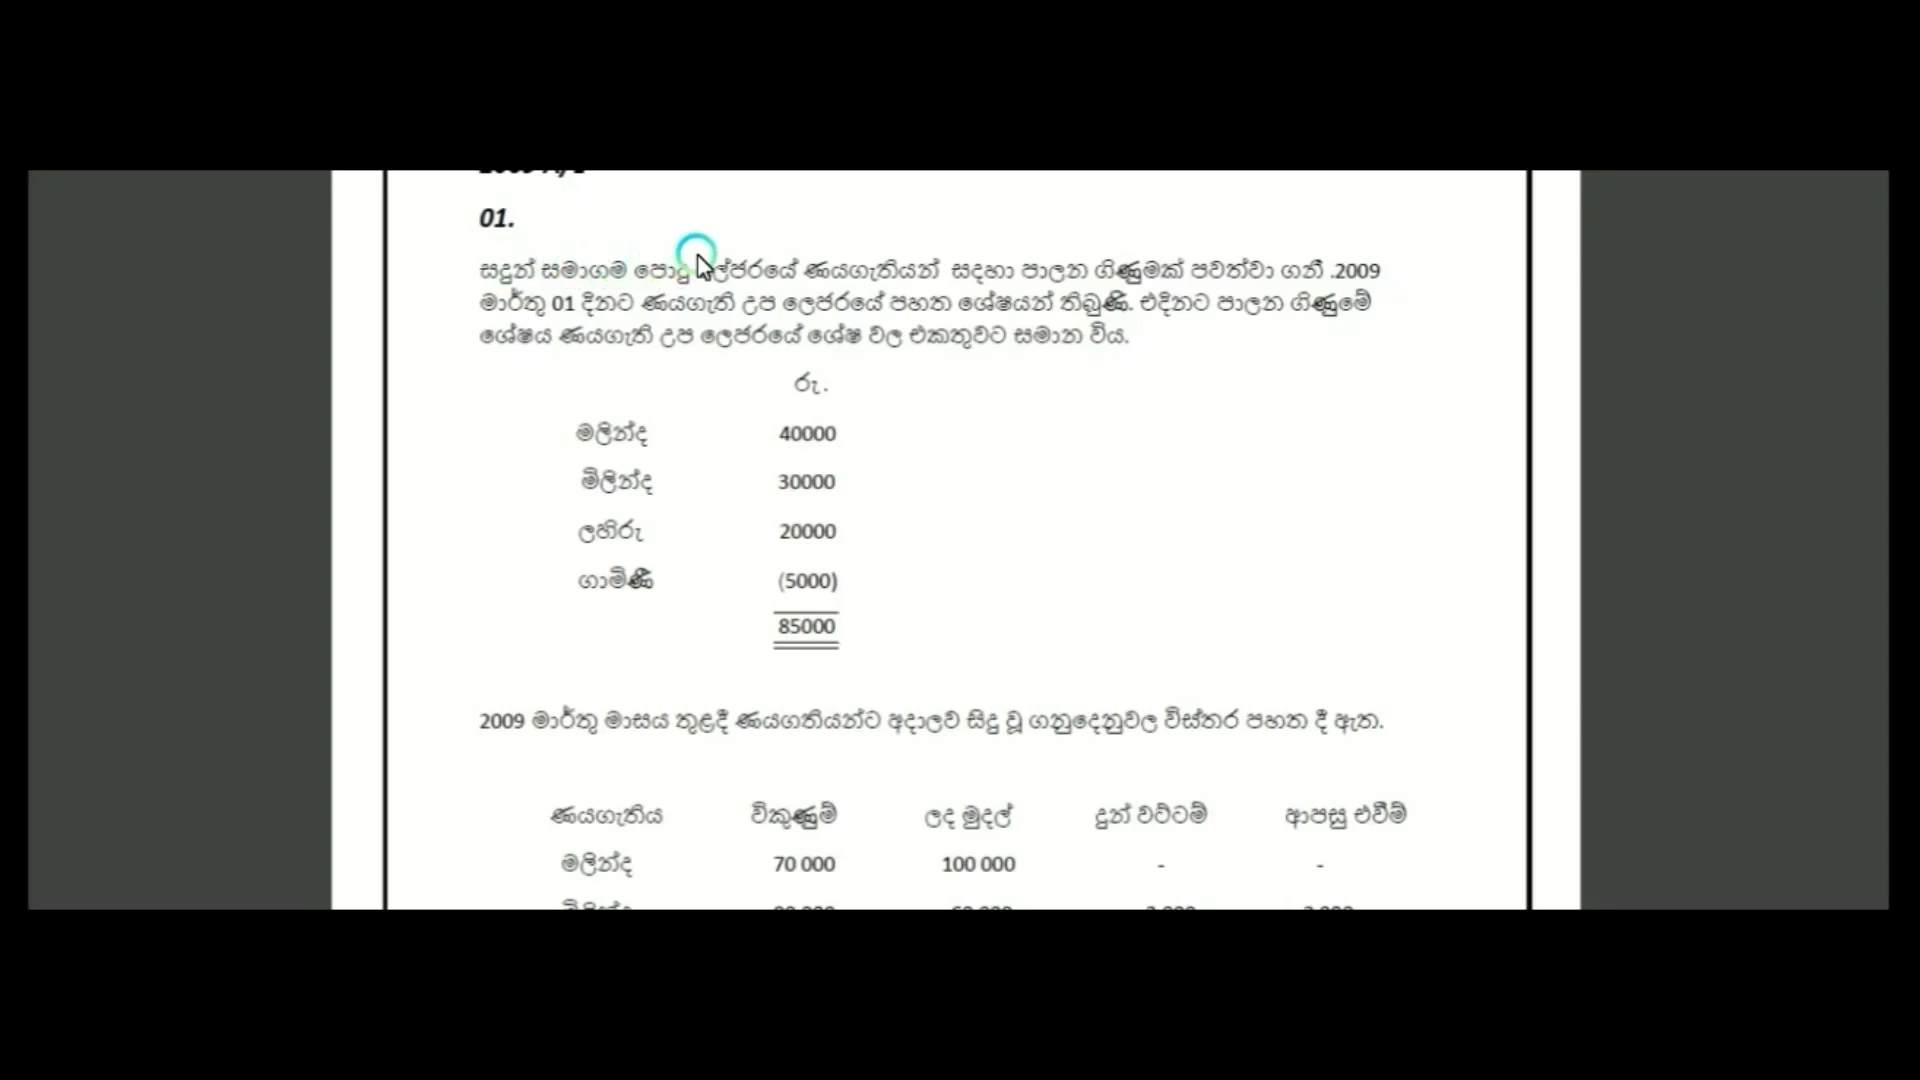 01.
සදුන් සමාගම පොදු ලේජරයේ ණයගැතියන් සදහා පාලන ගිණුමක් පවත්වා ගනී .2009
මාර්තු 01 දිනට ණයගැති උප ලෙජරයේ පහත ශේෂයන් තිබුණි. එදිනට පාලන ගිණුමේ
ශේෂය ණයගැති උප ලෙජරයේ ශේෂ වල එකතුවට සමාන විය.
රු.
මලින්ද 40000
මිලින්ද 30000
ලහිරු 20000
ගාමිණී (5000)
85000
2009 මාර්තු මාසය තුළදී ණයගතියන්ට අදාලව සිදු වූ ගනුදෙනුවල විස්තර පහත දී ඇත.
ණයගැතිය විකුණුම් ලද මුදල් දුන් වට්ටම් ආපසු එවීම්
මලින්ද 70 000 100 000 - -